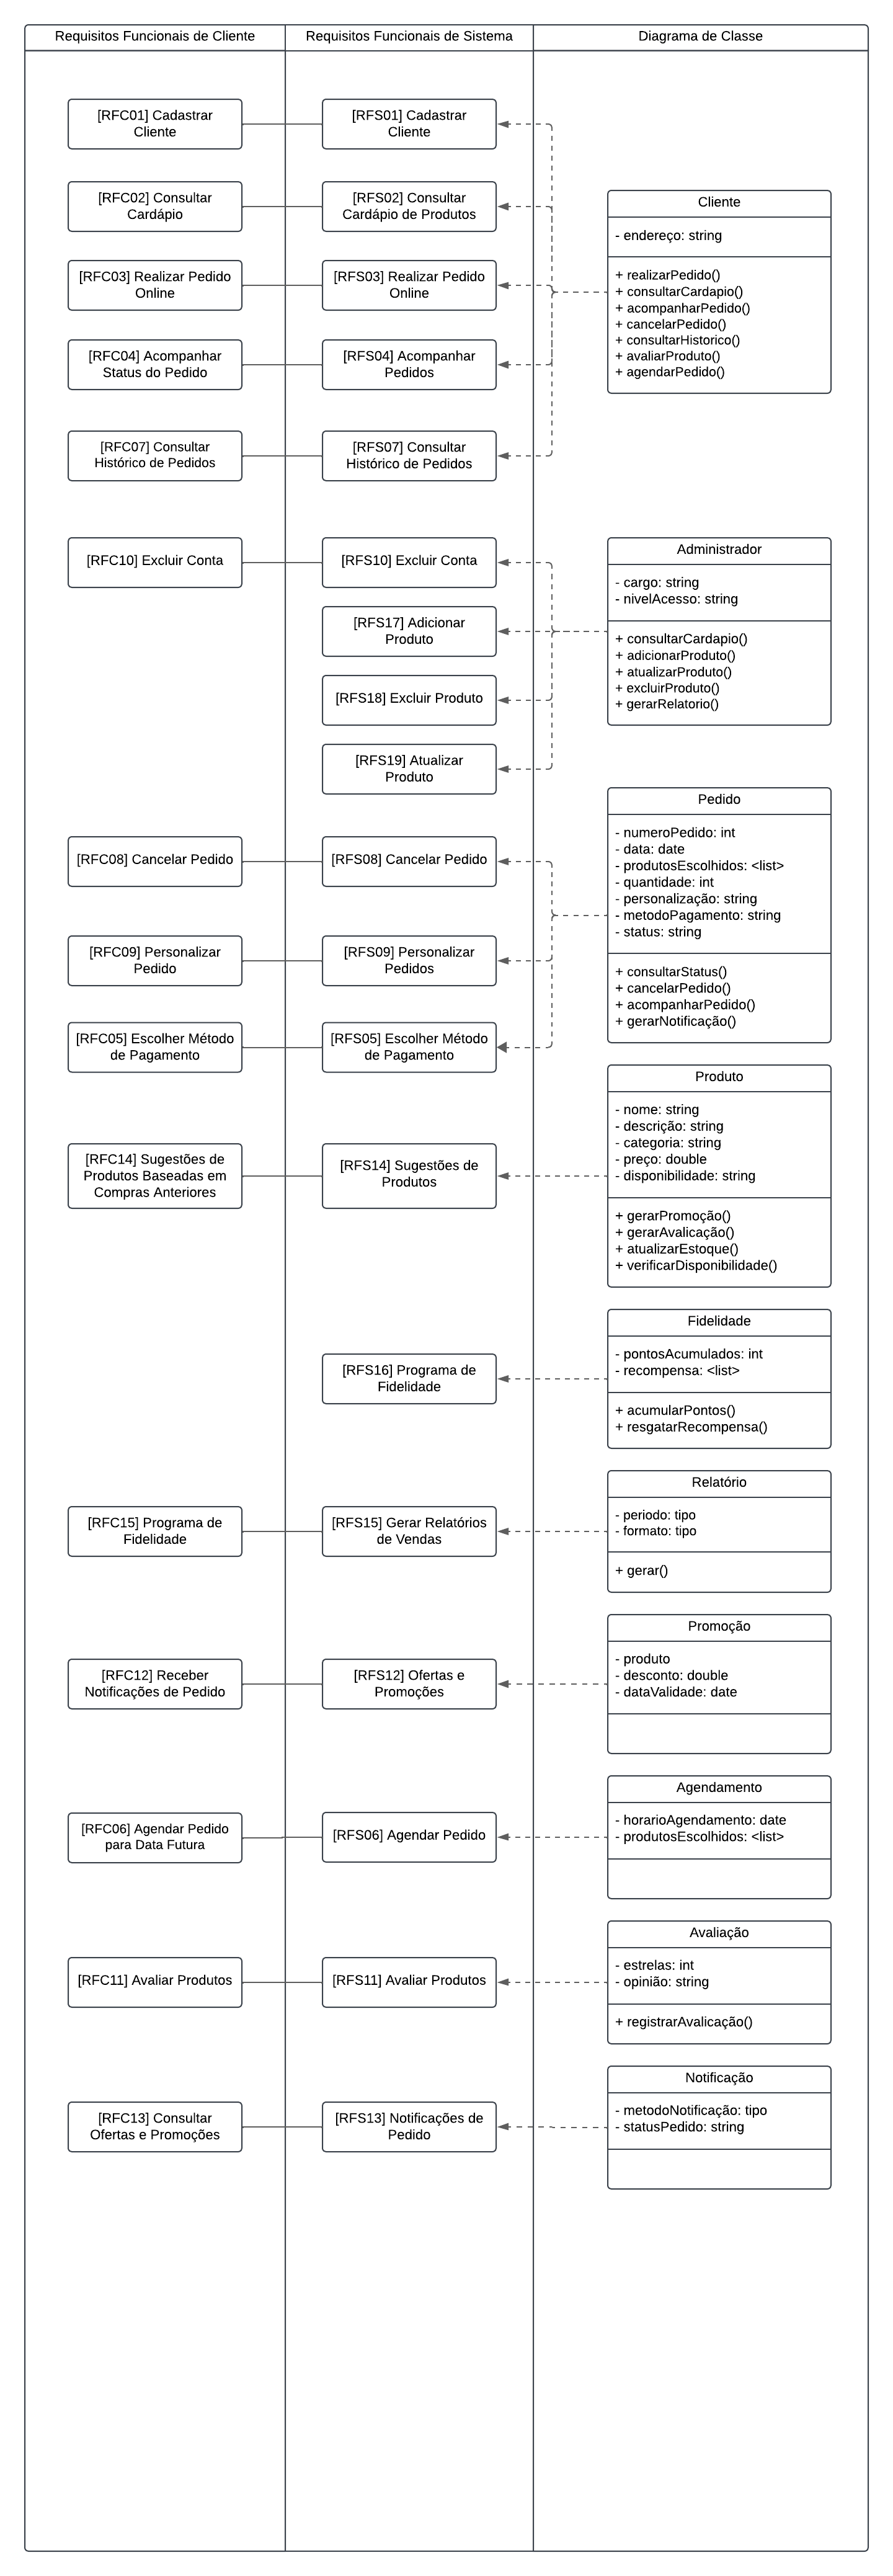 Requisitos Funcionais de Cliente
Requisitos Funcionais de Sistema
Diagrama de Classe
[RFC01] Cadastrar
Cliente
[RFS01] Cadastrar
Cliente
[RFC02] Consultar
Cardápio
[RFS02] Consultar
Cardápio de Produtos
[RFC03] Realizar Pedido
Online
[RFS03] Realizar Pedido
Online
[RFC04] Acompanhar
Status do Pedido
[RFS04] Acompanhar
Pedidos
[RFC07] Consultar
Histórico de Pedidos
[RFS07] Consultar
Histórico de Pedidos
Cliente
- endereço: string
+ realizarPedido()
+ consultarCardapio()
+ acompanharPedido()
+ cancelarPedido()
+ consultarHistorico()
+ avaliarProduto()
+ agendarPedido()
[RFC10] Excluir Conta
[RFS10] Excluir Conta
[RFS17] Adicionar
Produto
[RFS18] Excluir Produto
[RFS19] Atualizar
Produto
Administrador
- cargo: string
- nivelAcesso: string
+ consultarCardapio()
+ adicionarProduto()
+ atualizarProduto()
+ excluirProduto()
+ gerarRelatorio()
[RFC08] Cancelar Pedido
[RFS08] Cancelar Pedido
[RFC09] Personalizar
Pedido
[RFS09] Personalizar
Pedidos
[RFC05] Escolher Método
de Pagamento
[RFS05] Escolher Método
de Pagamento
Pedido
- numeroPedido: int
- data: date
- produtosEscolhidos: <list>
- quantidade: int
- personalização: string
- metodoPagamento: string
- status: string
+ consultarStatus()
+ cancelarPedido()
+ acompanharPedido()
+ gerarNotificação()
[RFC14] Sugestões de
Produtos Baseadas em
Compras Anteriores
[RFS14] Sugestões de
Produtos
Produto
- nome: string
- descrição: string
- categoria: string
- preço: double
- disponibilidade: string
+ gerarPromoção()
+ gerarAvalicação()
+ atualizarEstoque()
+ verificarDisponibilidade()
[RFS16] Programa de
Fidelidade
Fidelidade
- pontosAcumulados: int
- recompensa: <list>
+ acumularPontos()
+ resgatarRecompensa()
[RFC15] Programa de
Fidelidade
[RFS15] Gerar Relatórios
de Vendas
Relatório
- periodo: tipo
- formato: tipo
+ gerar()
[RFC12] Receber
Notificações de Pedido
[RFS12] Ofertas e
Promoções
Promoção
- produto
- desconto: double
- dataValidade: date
[RFC06] Agendar Pedido
para Data Futura
[RFS06] Agendar Pedido
Agendamento
- horarioAgendamento: date
- produtosEscolhidos: <list>
[RFC11] Avaliar Produtos
[RFS11] Avaliar Produtos
Avaliação
- estrelas: int
- opinião: string
+ registrarAvalicação()
[RFC13] Consultar
Ofertas e Promoções
[RFS13] Notificações de
Pedido
Notificação
- metodoNotificação: tipo
- statusPedido: string